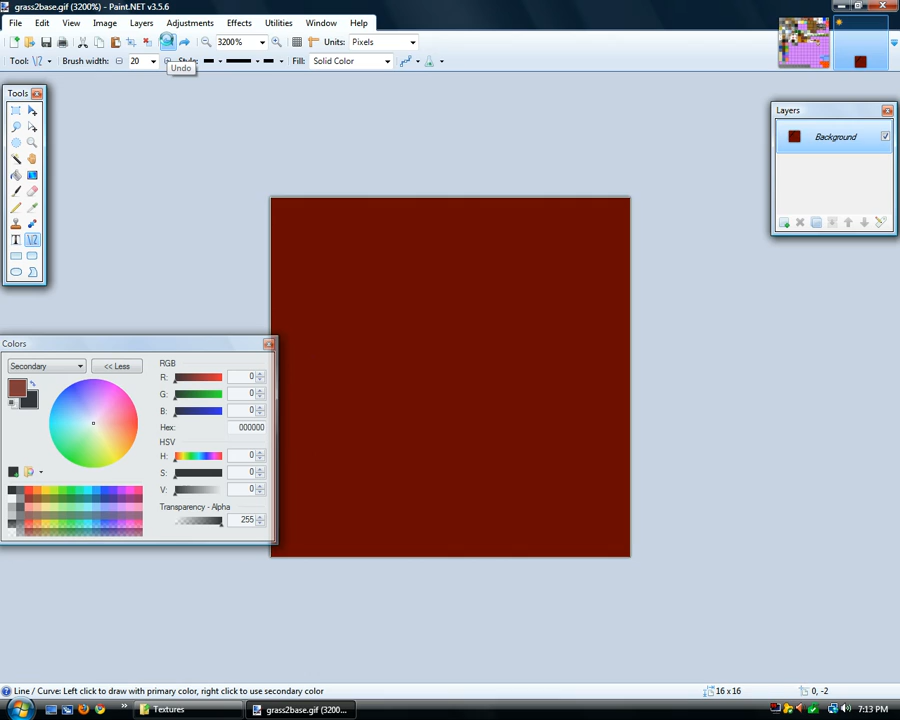 grass2base.gif (3200%) - Paint.NET v3.5.6
File Edit View Image Layers Adjustments Effects Utilities Window Help
3200% Units: Pixels
Tool: Brush width: 20 Style: Fill: Solid Color
Undo
Tools
Layers
Background
Colors
Secondary << Less
RGB
R: 0
G: 0
B: 0
Hex: 000000
HSV
H: 0
S: 0
V: 0
Transparency - Alpha
255
Line / Curve: Left click to draw with primary color, right click to use secondary color
16 x 16
0, -2
Textures
grass2base.gif (3200...
7:13 PM